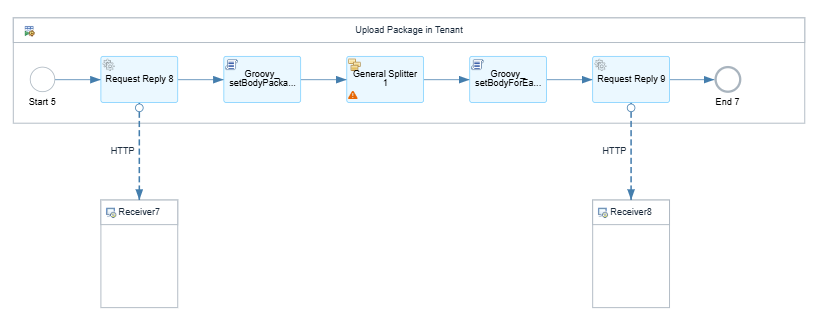 Upload Package in Tenant
Request Reply 8
Groovy_
setBodyPacka...
General Splitter
1
Groovy_
setBodyForEa...
Request Reply 9
Start 5
End 7
HTTP
HTTP
Receiver7
Receiver8